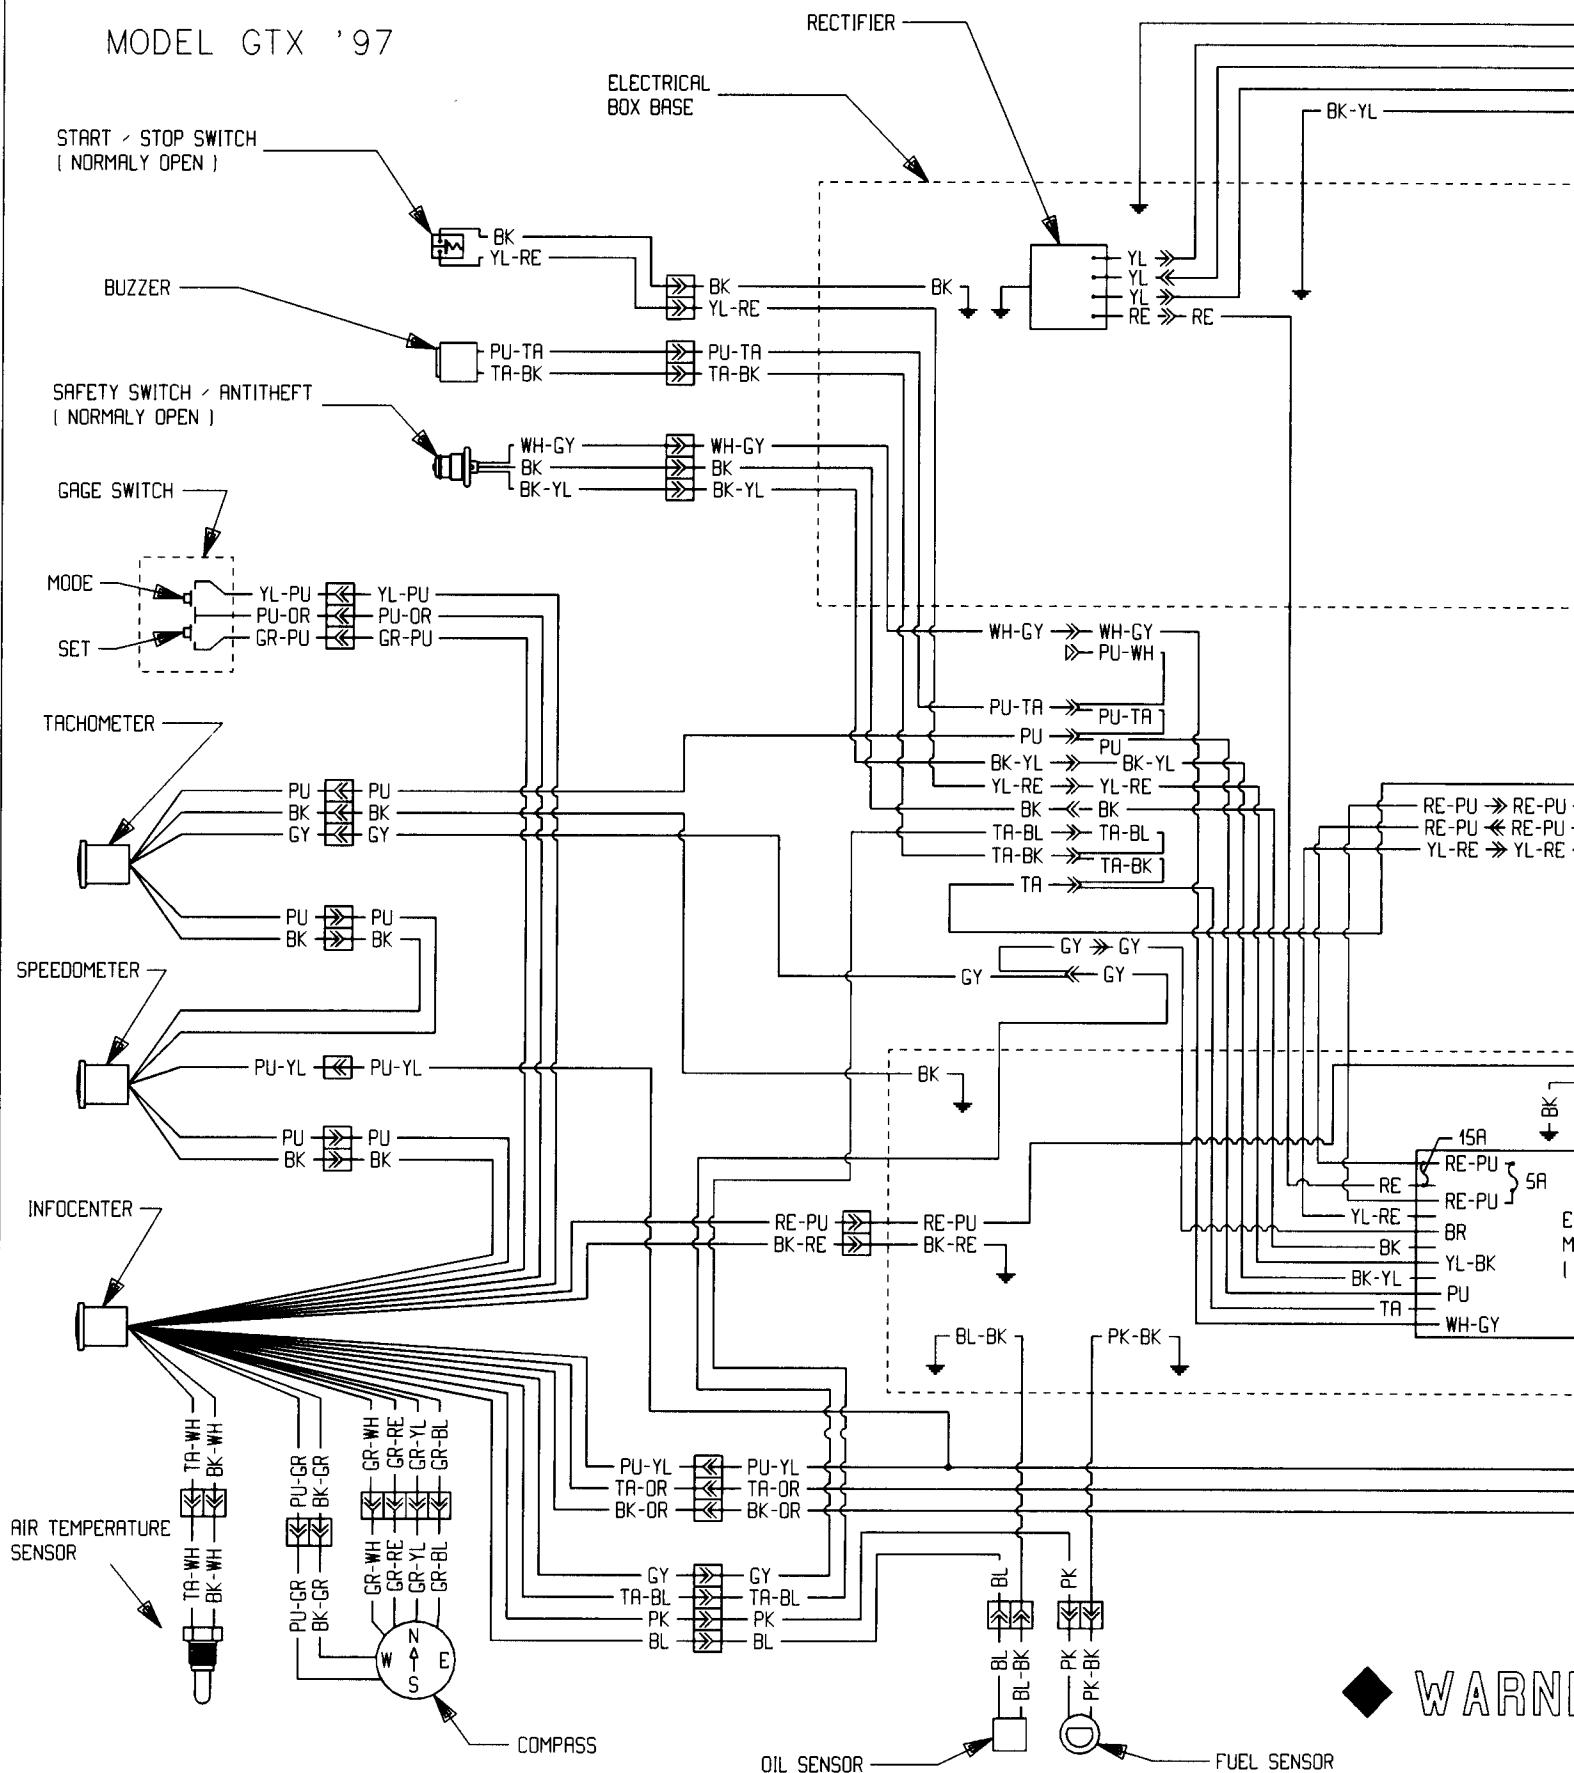 MODEL GTX '97
RECTIFIER
ELECTRICAL
BOX BASE
BK-YL
START / STOP SWITCH
( NORMALY OPEN )
BK
YL-RE
BK
YL-RE
BK
YL
YL
YL
RE
RE
BUZZER
PU-TA
TA-BK
PU-TA
TA-BK
SAFETY SWITCH / ANTITHEFT
( NORMALY OPEN )
WH-GY
BK
BK-YL
WH-GY
BK
BK-YL
GAGE SWITCH
MODE
SET
YL-PU
PU-OR
GR-PU
YL-PU
PU-OR
GR-PU
WH-GY
WH-GY
PU-WH
PU-TA
PU-TA
PU
PU
BK-YL
BK-YL
YL-RE
YL-RE
BK
BK
TA-BL
TA-BL
TA-BK
TA-BK
TA
GY
GY
GY
GY
RE-PU
RE-PU
RE-PU
RE-PU
YL-RE
YL-RE
TACHOMETER
PU
BK
GY
PU
BK
GY
PU
BK
PU
BK
SPEEDOMETER
PU-YL
PU-YL
PU
BK
PU
BK
BK
BK
15A
RE-PU
5A
RE
RE-PU
YL-RE
BR
BK
YL-BK
BK-YL
PU
TA
WH-GY
E
M
(
INFOCENTER
RE-PU
BK-RE
RE-PU
BK-RE
BL-BK
PK-BK
TA-WH
BK-WH
PU-GR
BK-GR
GR-WH
GR-RE
GR-YL
GR-BL
PU-YL
TA-OR
BK-OR
PU-YL
TA-OR
BK-OR
AIR TEMPERATURE
SENSOR
TA-WH
BK-WH
PU-GR
BK-GR
GR-WH
GR-RE
GR-YL
GR-BL
GY
TA-BL
PK
BL
GY
TA-BL
PK
BL
BL
PK
BL
BL-BK
PK
PK-BK
N
W
E
S
COMPASS
OIL SENSOR
FUEL SENSOR
WARN